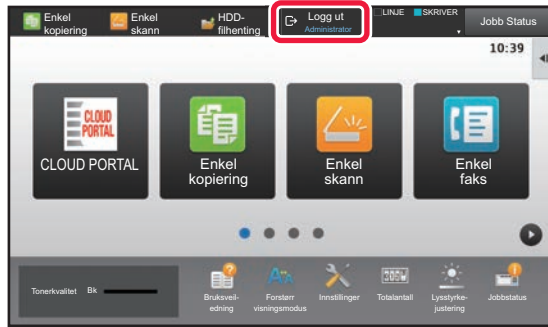 Enkel
kopiering
Enkel
skann
HDD-
filhenting
Logg ut
Administrator
LINJE
SKRIVER
Jobb Status
10:39
CLOUD
PORTAL
CLOUD PORTAL
Enkel
kopiering
Enkel
skann
Enkel
faks
Tonerkvalitet
Bk
Bruksveil-
edning
Forstørr
visningsmodus
Innstillinger
Totalantall
Lysstyrke-
justering
Jobbstatus